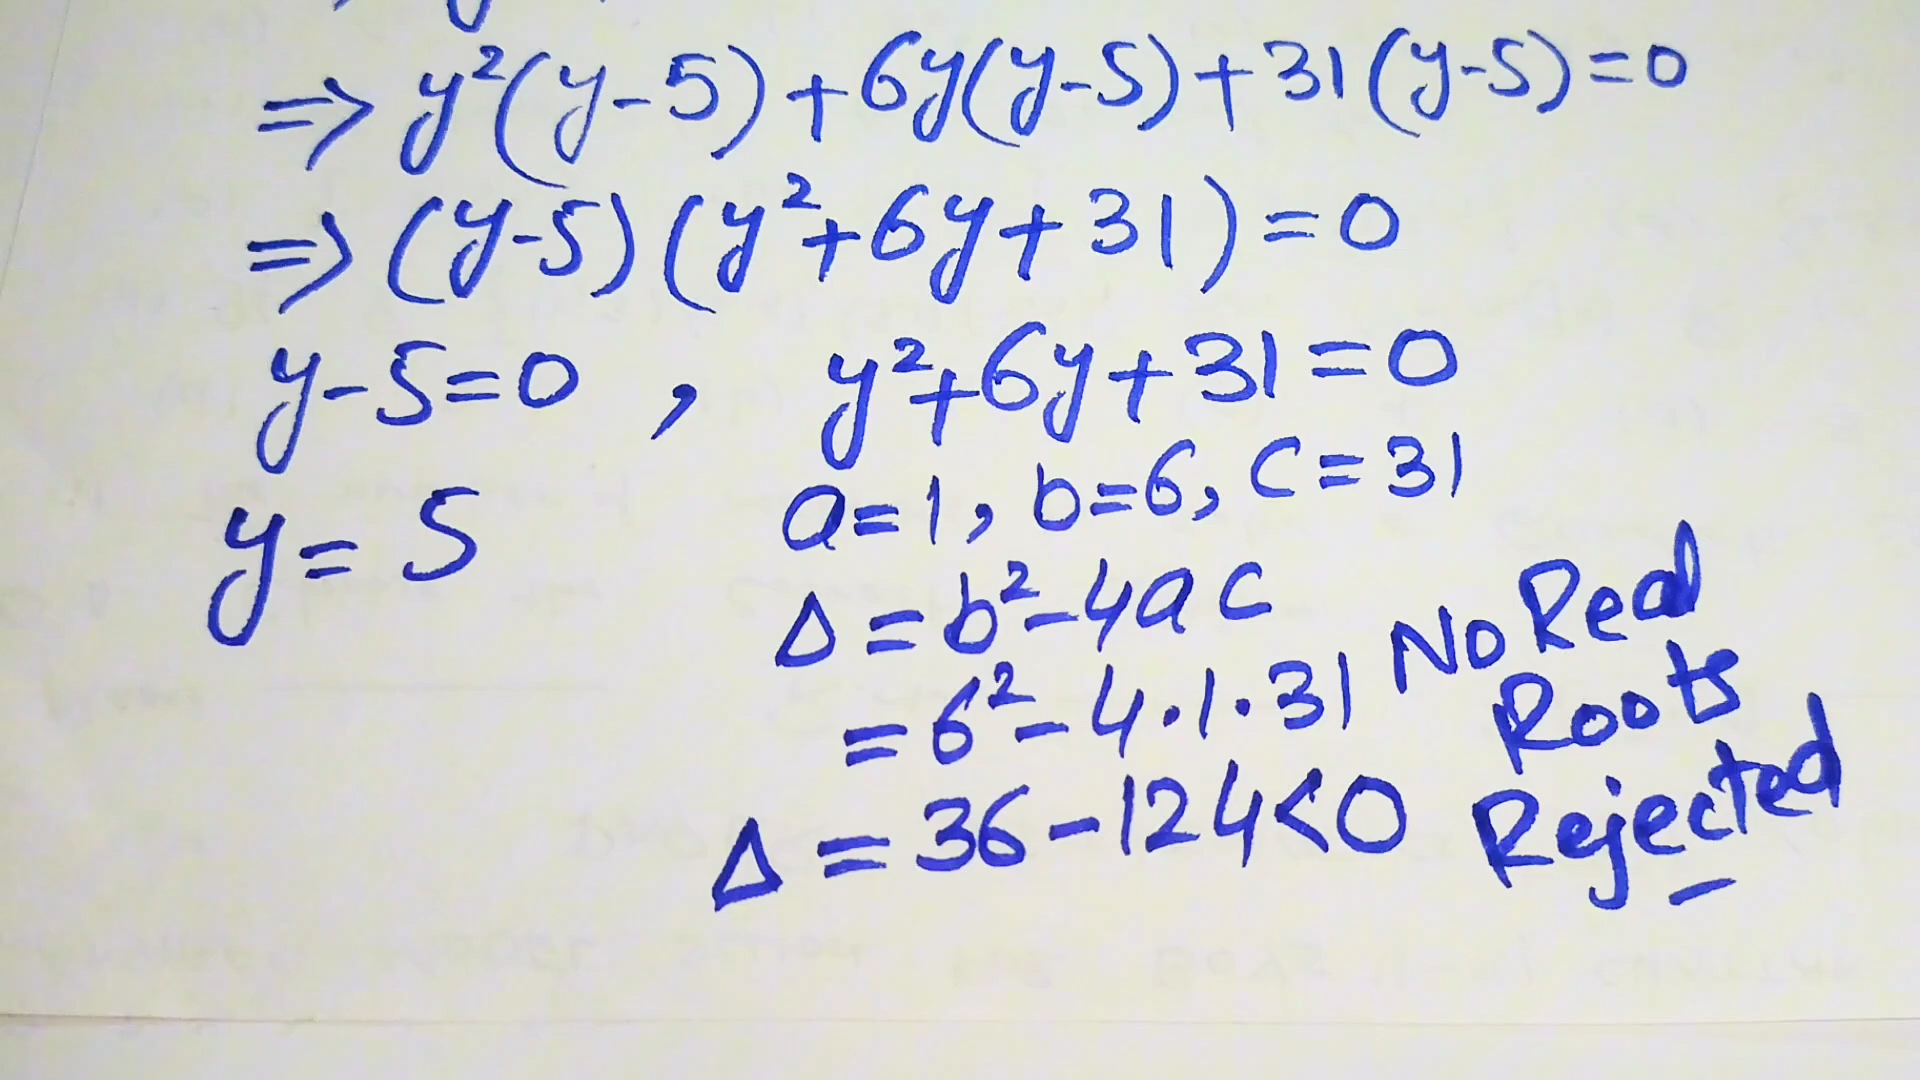 ⇒ y²(y-5)+6y(y-5)+31(y-5)=0
⇒ (y-5)(y²+6y+31)=0
y-5=0 , y²+6y+31=0
y=5
a=1, b=6, c=31
Δ=b²-4ac
=6²-4·1·31
Δ=36-124<0
No Real
Roots
Rejected